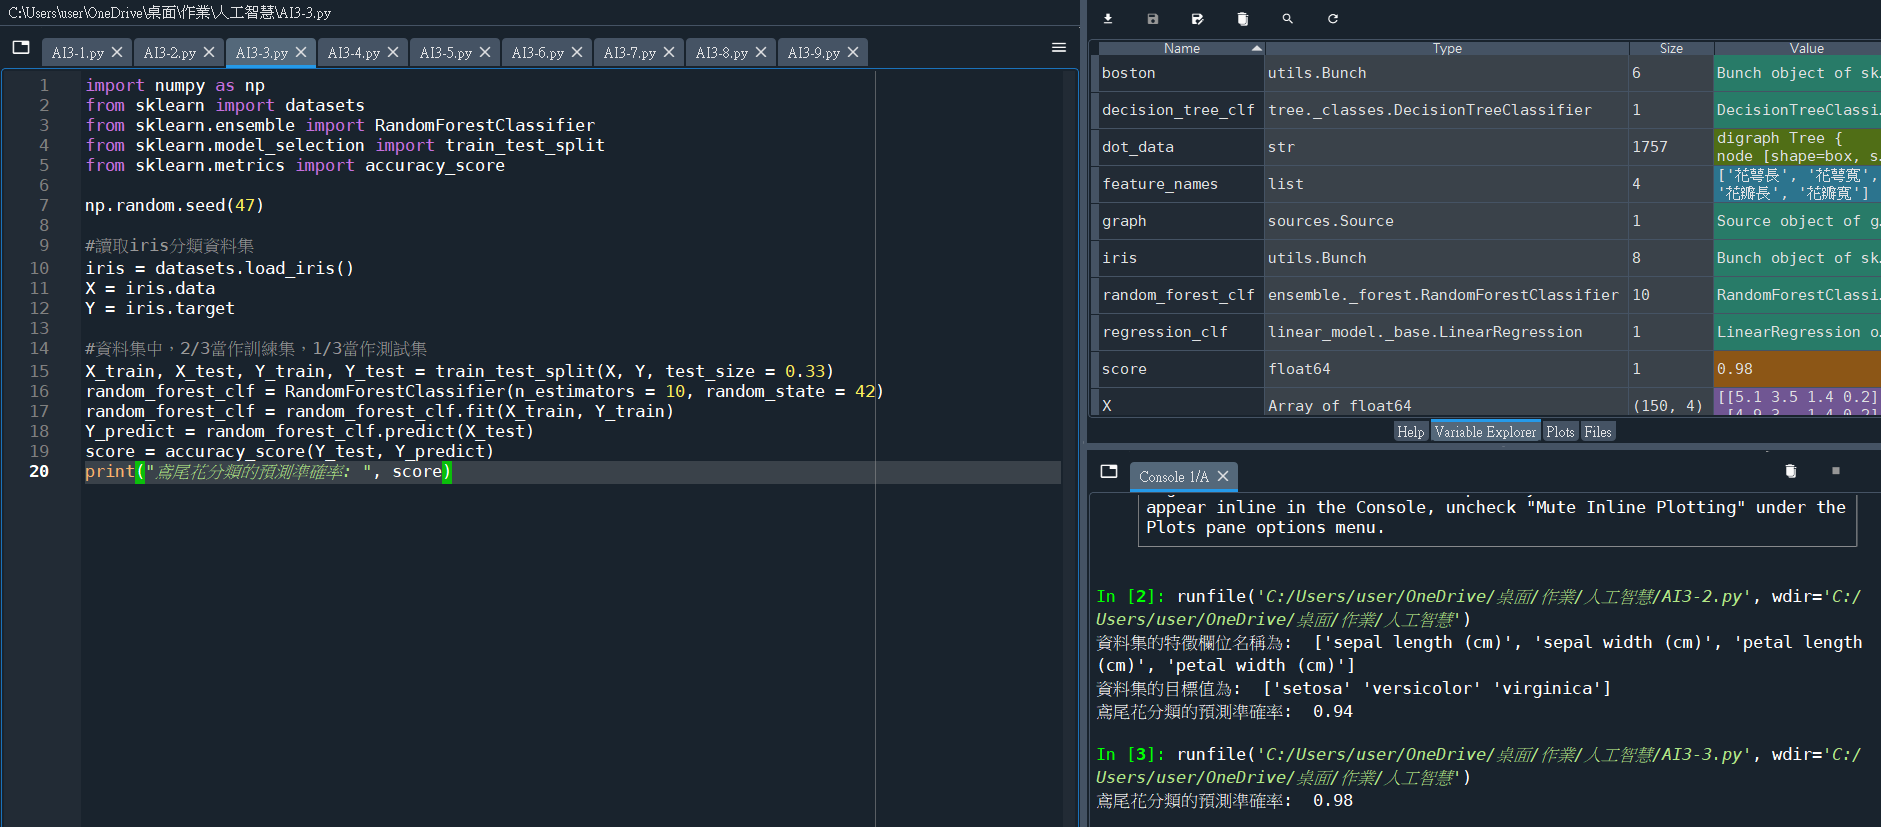 C:\Users\user\OneDrive\桌面\作業\人工智慧\AI3-3.py
AI3-1.py AI3-2.py AI3-3.py AI3-4.py AI3-5.py AI3-6.py AI3-7.py AI3-8.py AI3-9.py
1 import numpy as np
2 from sklearn import datasets
3 from sklearn.ensemble import RandomForestClassifier
4 from sklearn.model_selection import train_test_split
5 from sklearn.metrics import accuracy_score
6
7 np.random.seed(47)
8
9 #讀取iris分類資料集
10 iris = datasets.load_iris()
11 X = iris.data
12 Y = iris.target
13
14 #資料集中，2/3當作訓練集，1/3當作測試集
15 X_train, X_test, Y_train, Y_test = train_test_split(X, Y, test_size = 0.33)
16 random_forest_clf = RandomForestClassifier(n_estimators = 10, random_state = 42)
17 random_forest_clf = random_forest_clf.fit(X_train, Y_train)
18 Y_predict = random_forest_clf.predict(X_test)
19 score = accuracy_score(Y_test, Y_predict)
20 print("鳶尾花分類的預測準確率: ", score)
Name Type Size Value
boston utils.Bunch 6 Bunch object of sk…
decision_tree_clf tree._classes.DecisionTreeClassifier 1 DecisionTreeClassi…
dot_data str 1757 digraph Tree {
node [shape=box, s…
feature_names list 4 ['花萼長', '花萼寬',
'花瓣長', '花瓣寬']
graph sources.Source 1 Source object of g…
iris utils.Bunch 8 Bunch object of sk…
random_forest_clf ensemble._forest.RandomForestClassifier 10 RandomForestClassi…
regression_clf linear_model._base.LinearRegression 1 LinearRegression o…
score float64 1 0.98
X Array of float64 (150, 4) [[5.1 3.5 1.4 0.2]
[4.9 3. 1.4 0.2]
Help Variable Explorer Plots Files
Console 1/A
appear inline in the Console, uncheck "Mute Inline Plotting" under the
Plots pane options menu.
In [2]: runfile('C:/Users/user/OneDrive/桌面/作業/人工智慧/AI3-2.py', wdir='C:/
Users/user/OneDrive/桌面/作業/人工智慧')
資料集的特徵欄位名稱為:  ['sepal length (cm)', 'sepal width (cm)', 'petal length
(cm)', 'petal width (cm)']
資料集的目標值為:  ['setosa' 'versicolor' 'virginica']
鳶尾花分類的預測準確率:  0.94
In [3]: runfile('C:/Users/user/OneDrive/桌面/作業/人工智慧/AI3-3.py', wdir='C:/
Users/user/OneDrive/桌面/作業/人工智慧')
鳶尾花分類的預測準確率:  0.98